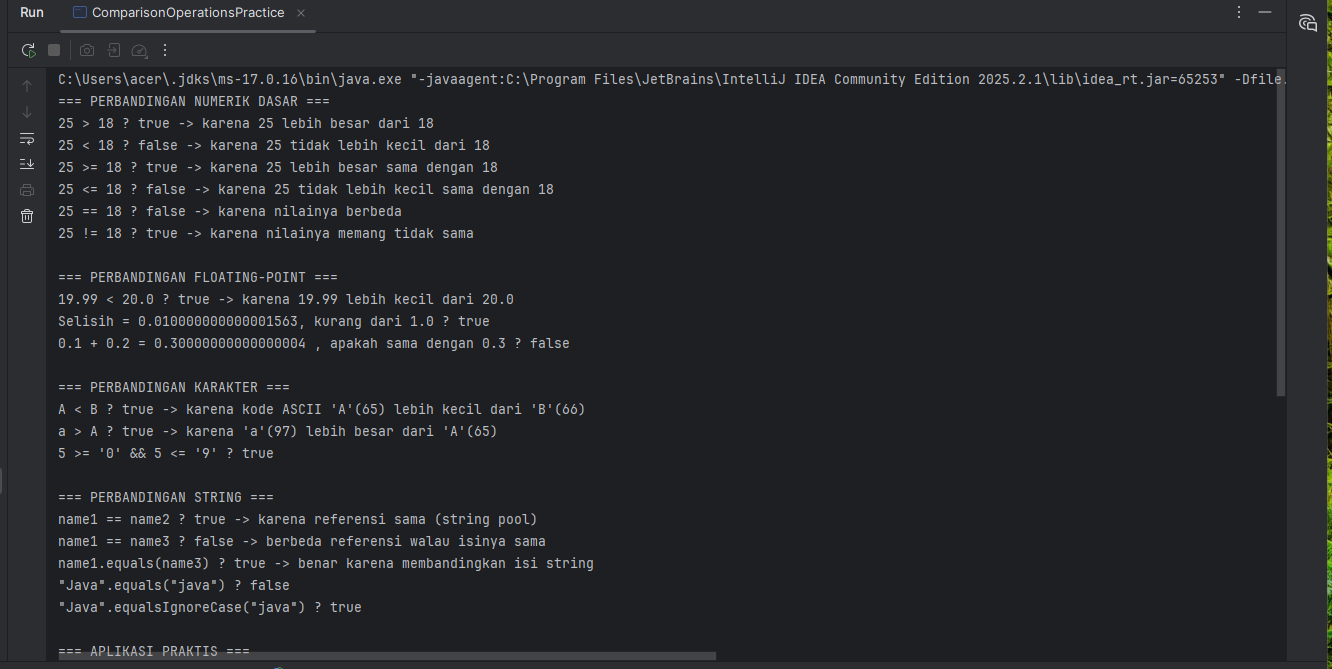 Run ComparisonOperationsPractice
C:\Users\acer\.jdks\ms-17.0.16\bin\java.exe "-javaagent:C:\Program Files\JetBrains\IntelliJ IDEA Community Edition 2025.2.1\lib\idea_rt.jar=65253" -Dfile.
=== PERBANDINGAN NUMERIK DASAR ===
25 > 18 ? true -> karena 25 lebih besar dari 18
25 < 18 ? false -> karena 25 tidak lebih kecil dari 18
25 >= 18 ? true -> karena 25 lebih besar sama dengan 18
25 <= 18 ? false -> karena 25 tidak lebih kecil sama dengan 18
25 == 18 ? false -> karena nilainya berbeda
25 != 18 ? true -> karena nilainya memang tidak sama
=== PERBANDINGAN FLOATING-POINT ===
19.99 < 20.0 ? true -> karena 19.99 lebih kecil dari 20.0
Selisih = 0.010000000000001563, kurang dari 1.0 ? true
0.1 + 0.2 = 0.30000000000000004 , apakah sama dengan 0.3 ? false
=== PERBANDINGAN KARAKTER ===
A < B ? true -> karena kode ASCII 'A'(65) lebih kecil dari 'B'(66)
a > A ? true -> karena 'a'(97) lebih besar dari 'A'(65)
5 >= '0' && 5 <= '9' ? true
=== PERBANDINGAN STRING ===
name1 == name2 ? true -> karena referensi sama (string pool)
name1 == name3 ? false -> berbeda referensi walau isinya sama
name1.equals(name3) ? true -> benar karena membandingkan isi string
"Java".equals("java") ? false
"Java".equalsIgnoreCase("java") ? true
=== APLIKASI PRAKTIS ===